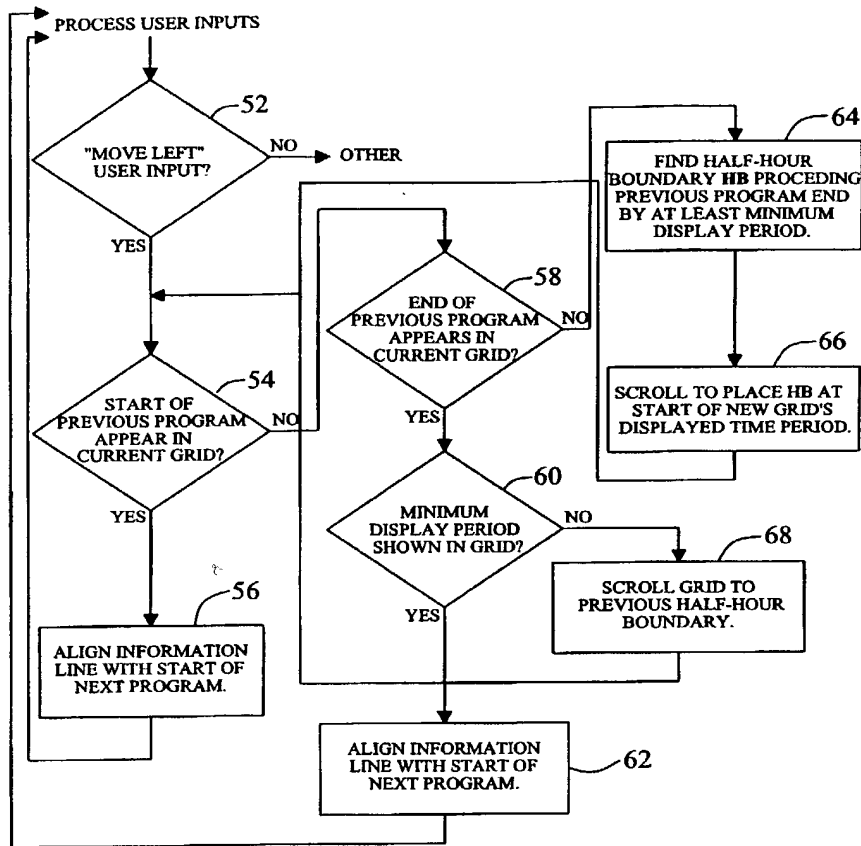 PROCESS USER INPUTS
52
"MOVE LEFT"
USER INPUT?
NO
OTHER
YES
54
START OF
PREVIOUS PROGRAM
APPEAR IN
CURRENT GRID?
NO
YES
56
ALIGN INFORMATION
LINE WITH START OF
NEXT PROGRAM.
58
END OF
PREVIOUS PROGRAM
APPEARS IN
CURRENT GRID?
NO
YES
60
MINIMUM
DISPLAY PERIOD
SHOWN IN GRID?
NO
YES
62
ALIGN INFORMATION
LINE WITH START OF
NEXT PROGRAM.
64
FIND HALF-HOUR
BOUNDARY HB PROCEDING
PREVIOUS PROGRAM END
BY AT LEAST MINIMUM
DISPLAY PERIOD.
66
SCROLL TO PLACE HB AT
START OF NEW GRID'S
DISPLAYED TIME PERIOD.
68
SCROLL GRID TO
PREVIOUS HALF-HOUR
BOUNDARY.